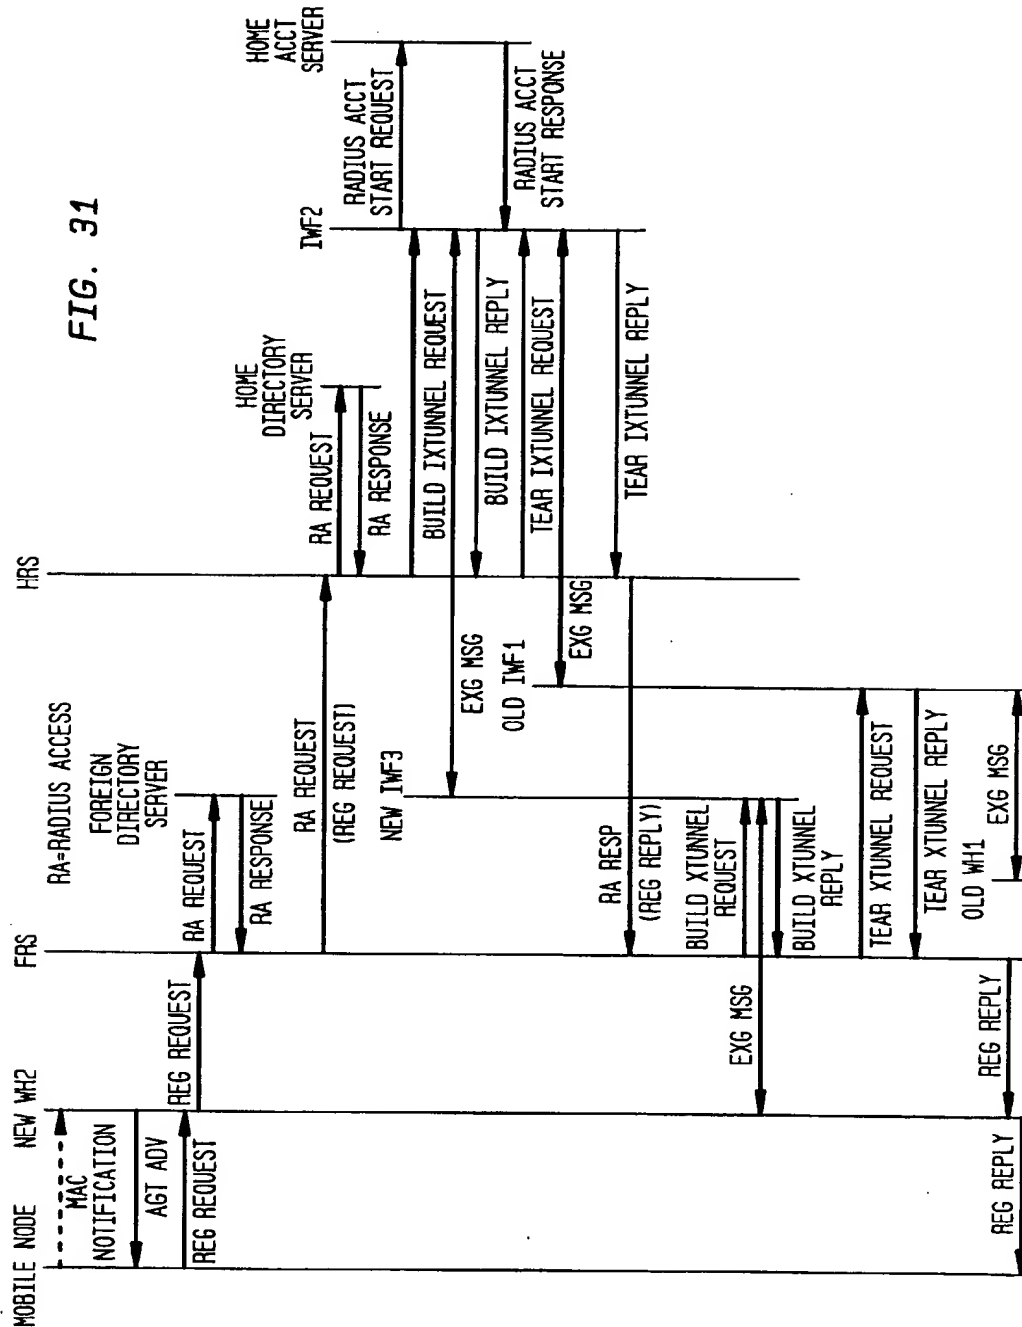 FIG. 31
MOBILE NODE
NEW WH2
FRS
HRS
IWF2
HOME
ACCT
SERVER
RA=RADIUS ACCESS
FOREIGN
DIRECTORY
SERVER
HOME
DIRECTORY
SERVER
MAC
NOTIFICATION
AGT ADV
REG REQUEST
REG REQUEST
RA REQUEST
RA RESPONSE
RA REQUEST
(REG REQUEST)
RA REQUEST
RA RESPONSE
RADIUS ACCT
START REQUEST
BUILD IXTUNNEL REQUEST
NEW IWF3
EXG MSG
BUILD IXTUNNEL REPLY
RADIUS ACCT
START RESPONSE
TEAR IXTUNNEL REQUEST
OLD IWF1
EXG MSG
TEAR IXTUNNEL REPLY
RA RESP
(REG REPLY)
BUILD XTUNNEL
REQUEST
EXG MSG
BUILD XTUNNEL
REPLY
TEAR XTUNNEL REQUEST
TEAR XTUNNEL REPLY
OLD WH1
EXG MSG
REG REPLY
REG REPLY